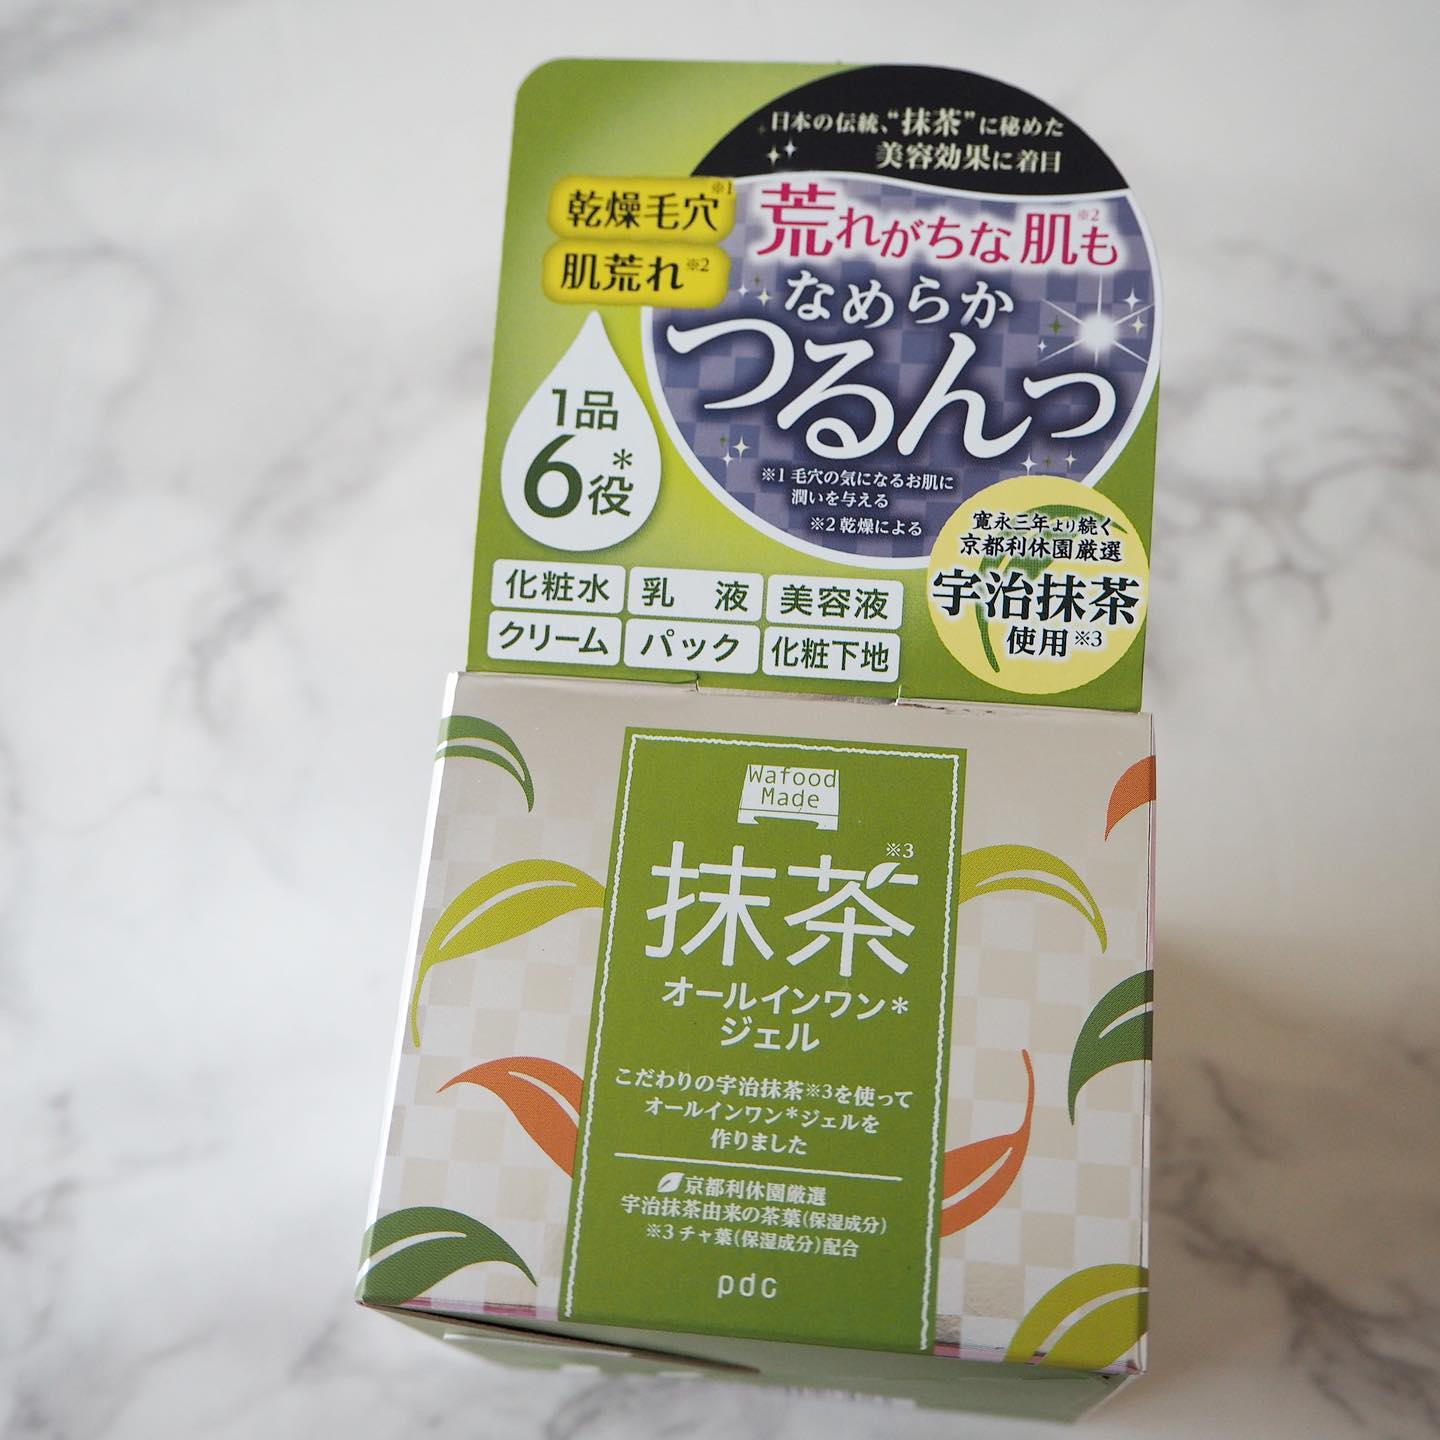 日本の伝統、“抹茶”に秘めた
美容効果に着目
乾燥毛穴※1
肌荒れ※2
荒れがちな肌も※2
なめらか
つるんっ
※1 毛穴の気になるお肌に
潤いを与える
※2 乾燥による
1品
6役*
化粧水
乳 液
美容液
クリーム
パック
化粧下地
寛永三年より続く
京都利休園厳選
宇治抹茶
使用※3
Wafood
Made
抹茶※3
オールインワン*
ジェル
こだわりの宇治抹茶※3を使って
オールインワン*ジェルを
作りました
京都利休園厳選
宇治抹茶由来の茶葉(保湿成分)
※3 チャ葉(保湿成分)配合
pdc